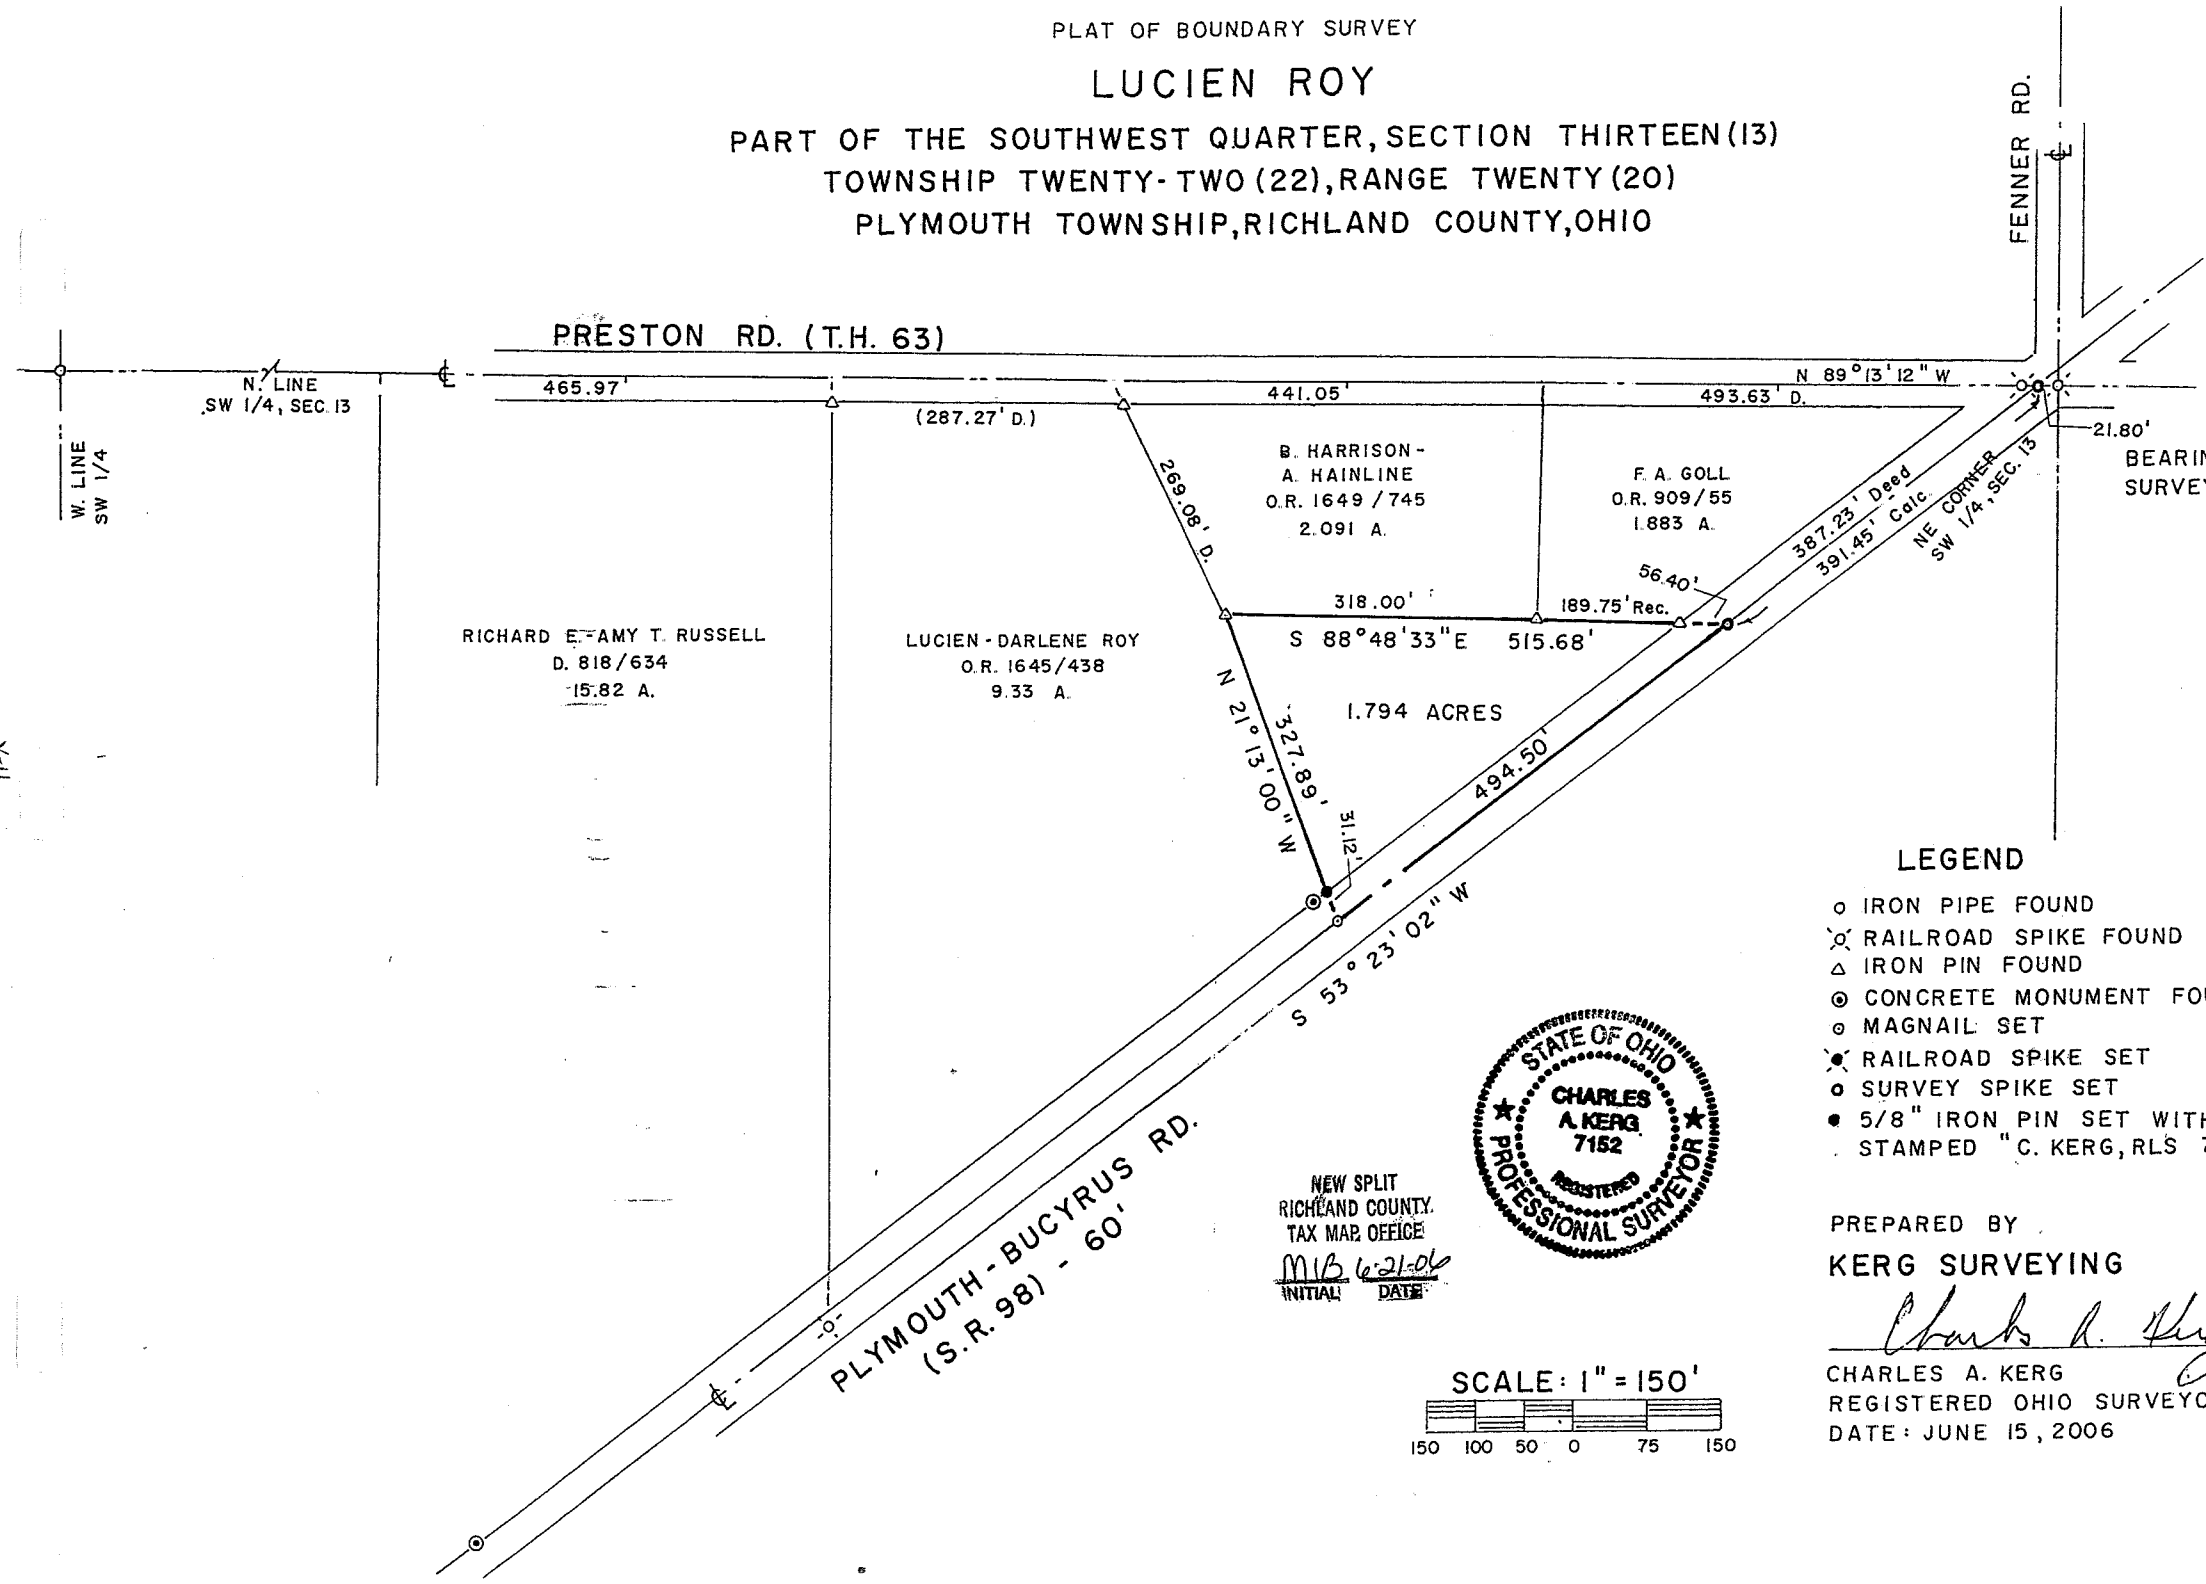 PLAT OF BOUNDARY SURVEY
LUCIEN ROY
PART OF THE SOUTHWEST QUARTER, SECTION THIRTEEN (13)
TOWNSHIP TWENTY-TWO (22), RANGE TWENTY (20)
PLYMOUTH TOWNSHIP, RICHLAND COUNTY, OHIO
FENNER RD.
PRESTON RD. (T.H. 63)
N. LINE
SW 1/4, SEC. 13
W. LINE
SW 1/4
465.97'
(287.27' D.)
441.05'
N 89°13'12" W
493.63' D.
21.80'
BEARIN
SURVEY
269.08' D.
B. HARRISON -
A. HAINLINE
O.R. 1649 / 745
2.091 A.
F. A. GOLL
O.R. 909/55
1.883 A.
387.23' Deed
391.45' Calc.
NE CORNER
SW 1/4, SEC. 13
56.40'
318.00'
189.75' Rec.
S 88°48'33" E 515.68'
RICHARD E.-AMY T. RUSSELL
D. 818/634
15.82 A.
LUCIEN - DARLENE ROY
O.R. 1645/438
9.33 A.
N 21° 13' 00" W
327.89'
1.794 ACRES
31.12'
494.50'
S 53° 23' 02" W
PLYMOUTH - BUCYRUS RD.
(S.R. 98) - 60'
LEGEND
IRON PIPE FOUND
RAILROAD SPIKE FOUND
IRON PIN FOUND
CONCRETE MONUMENT FOU
MAGNAIL SET
RAILROAD SPIKE SET
SURVEY SPIKE SET
5/8" IRON PIN SET WITH
STAMPED "C. KERG, RLS 7
STATE OF OHIO
CHARLES
A. KERG
7152
REGISTERED
PROFESSIONAL SURVEYOR
NEW SPLIT
RICHLAND COUNTY
TAX MAP OFFICE
MB 6-21-06
INITIAL DATE
PREPARED BY
KERG SURVEYING
Charles A. Ker
CHARLES A. KERG
REGISTERED OHIO SURVEYO
DATE: JUNE 15, 2006
SCALE: 1" = 150'
150 100 50 0 75 150